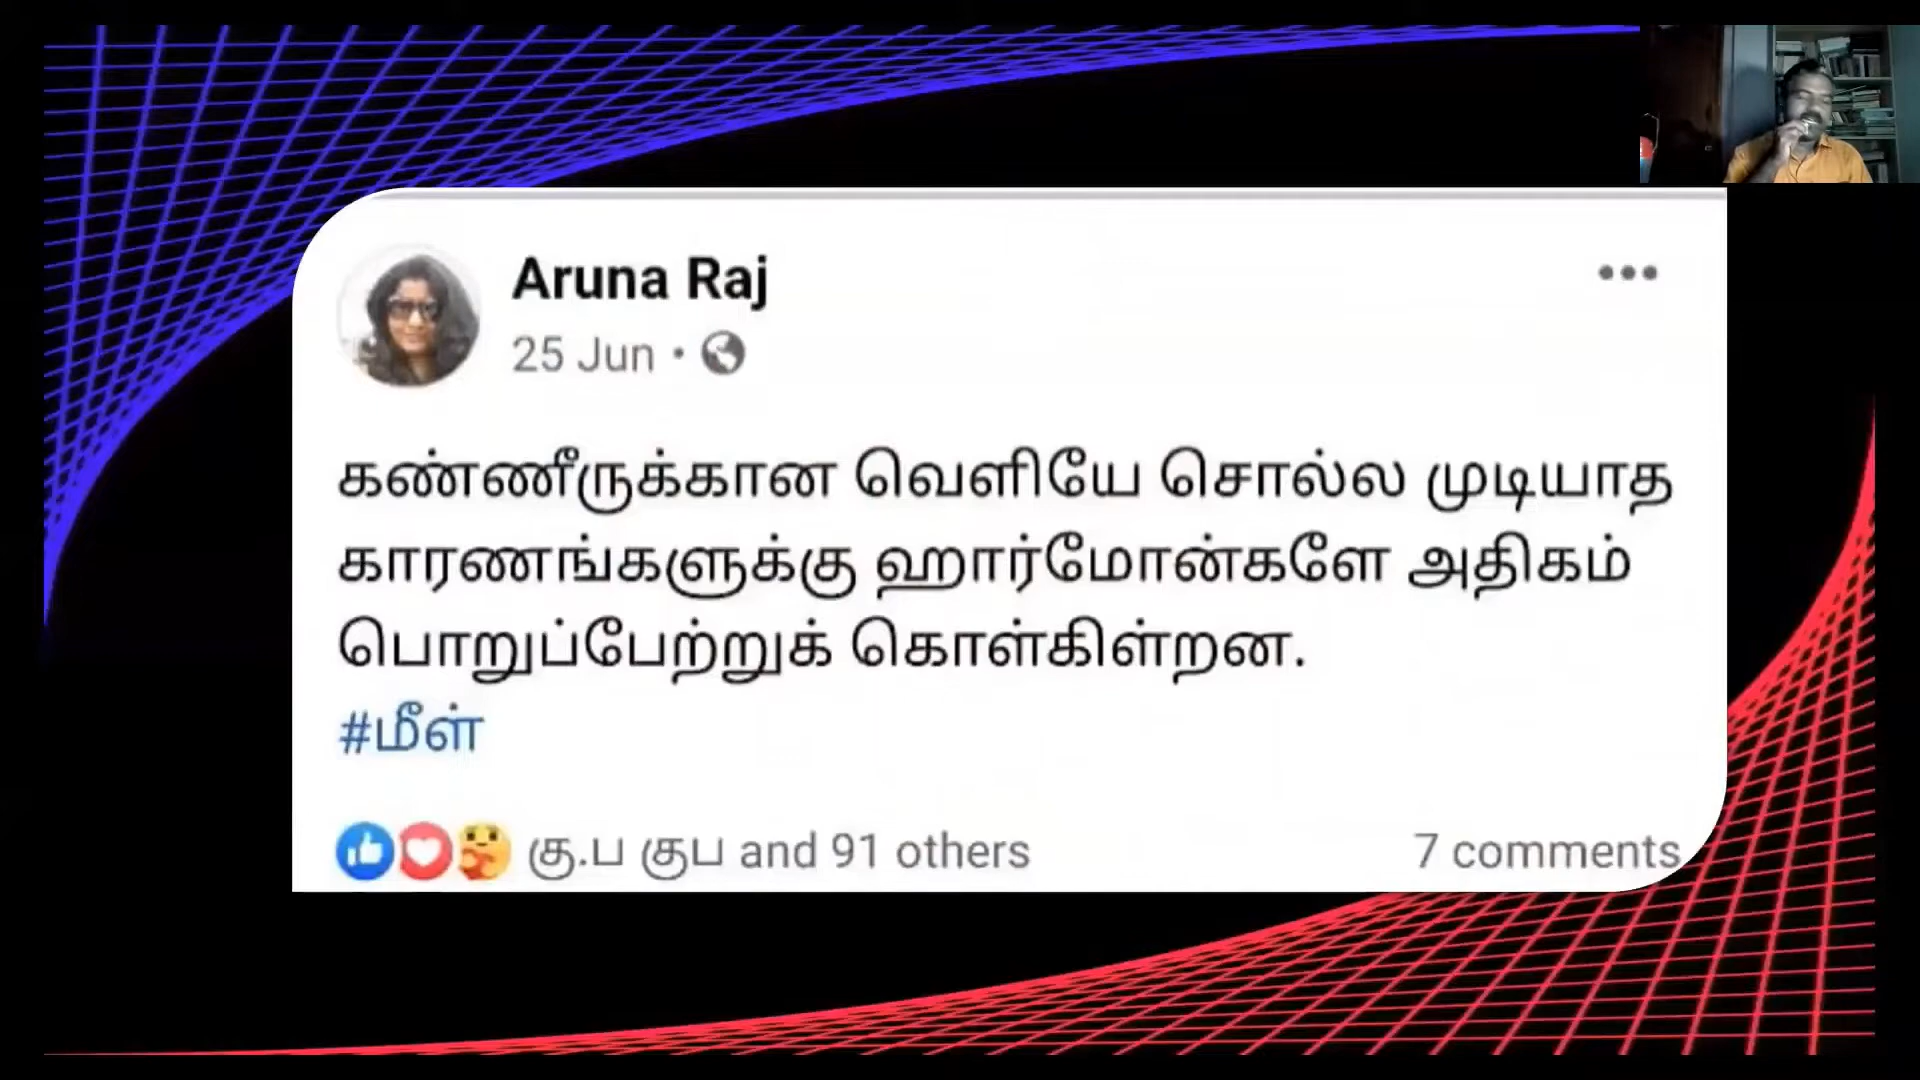 Aruna Raj
25 Jun •
கண்ணீருக்கான வெளியே சொல்ல முடியாத
காரணங்களுக்கு ஹார்மோன்களே அதிகம்
பொறுப்பேற்றுக் கொள்கிள்றன.
#மீள்
கு.ப குப and 91 others
7 comments